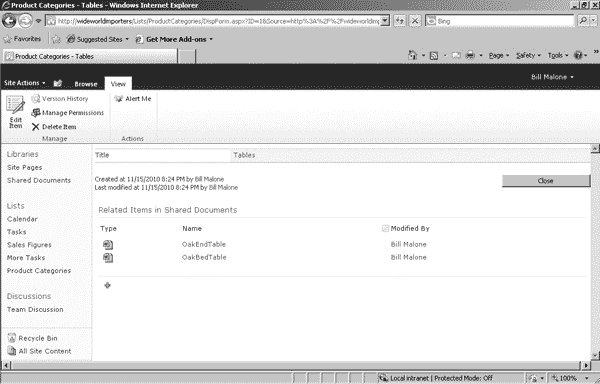 Product Categories - Tables - Windows Internet Explorer
http://wideworldimporters/Lists/ProductCategories/DispForm.aspx?ID=1&Source=http%3A%2F%2Fwideworldimp
Bing
Favorites
Suggested Sites
Get More Add-ons
Product Categories - Tables
Page
Safety
Tools
Site Actions
Browse
View
Bill Malone
Edit Item
Version History
Manage Permissions
Delete Item
Manage
Alert Me
Actions
Libraries
Site Pages
Shared Documents
Lists
Calendar
Tasks
Sales Figures
More Tasks
Product Categories
Discussions
Team Discussion
Recycle Bin
All Site Content
Title Tables
Created at 11/15/2010 8:24 PM by Bill Malone
Last modified at 11/15/2010 8:24 PM by Bill Malone
Close
Related Items in Shared Documents
Type Name Modified By
OakEndTable Bill Malone
OakBedTable Bill Malone
Local intranet | Protected Mode: Off
100%